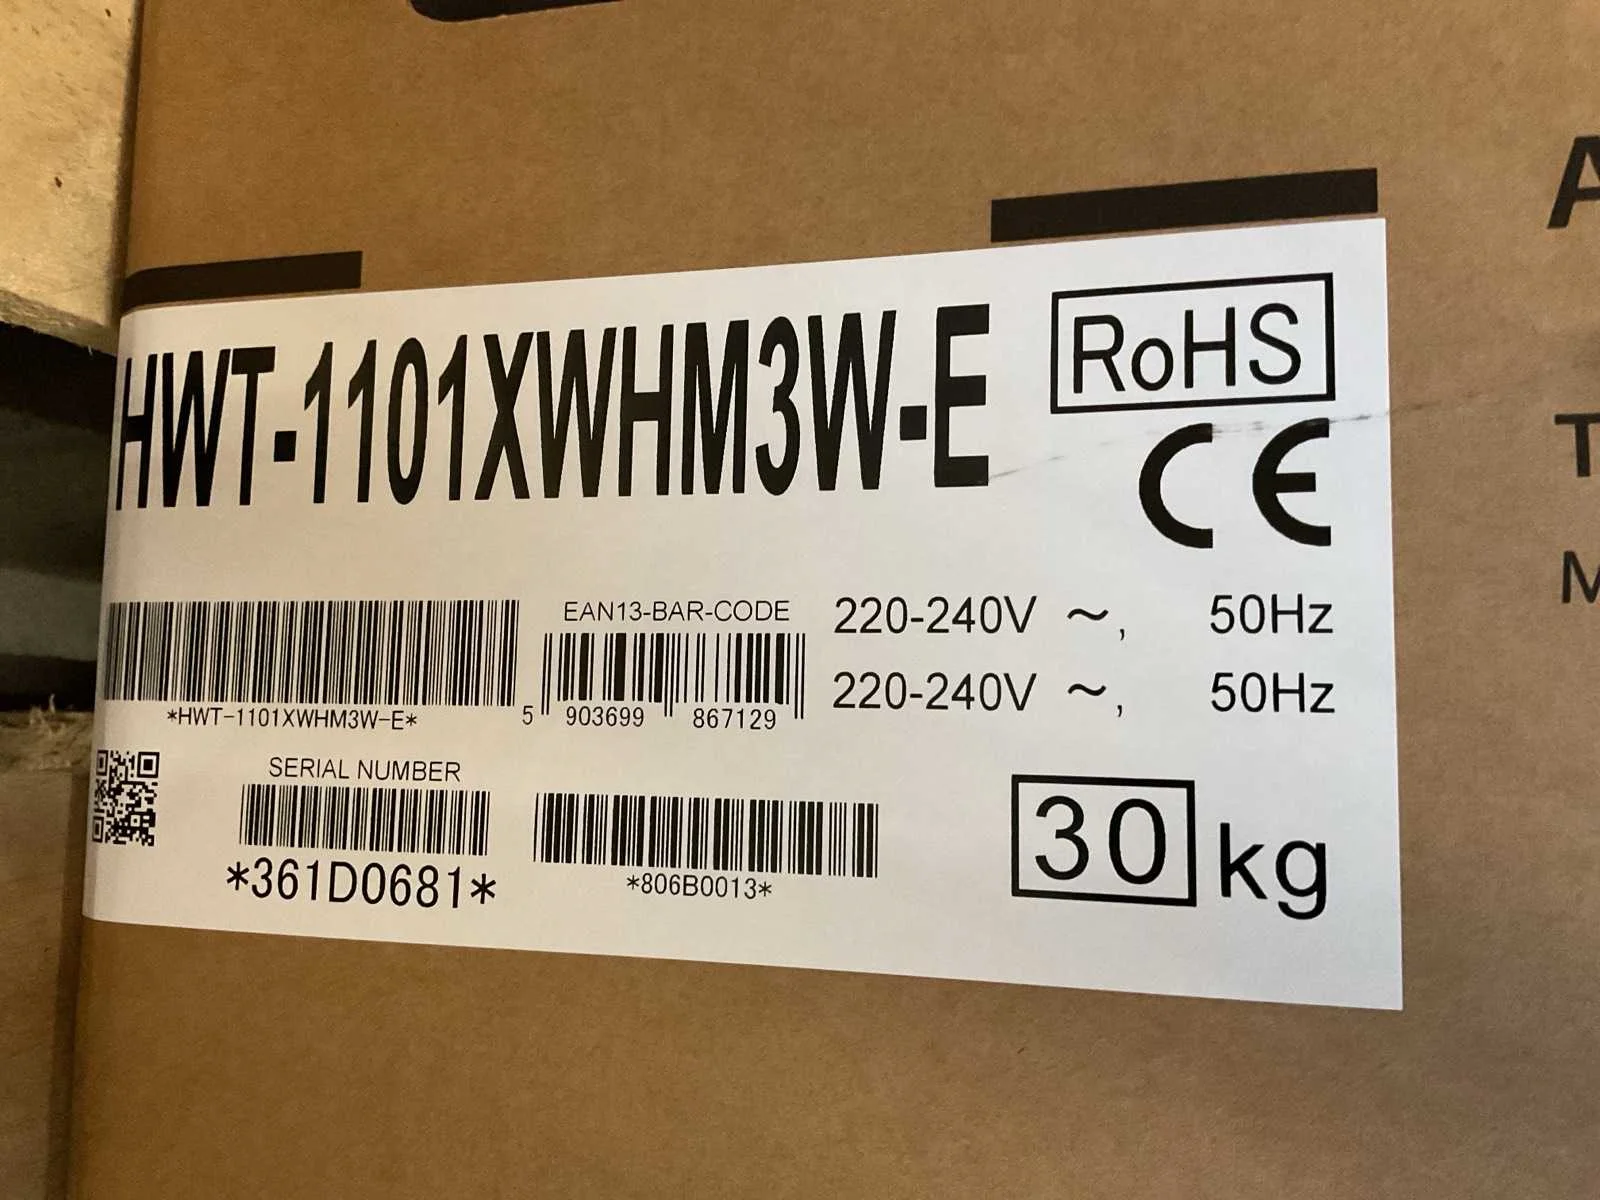 HWT-1101XWHM3W-E
RoHS
CE
EAN13-BAR-CODE
220-240V ~, 50Hz
220-240V ~, 50Hz
*HWT-1101XWHM3W-E*
5 903699 867129
SERIAL NUMBER
*361D0681*
*806B0013*
30 kg
A
T
M